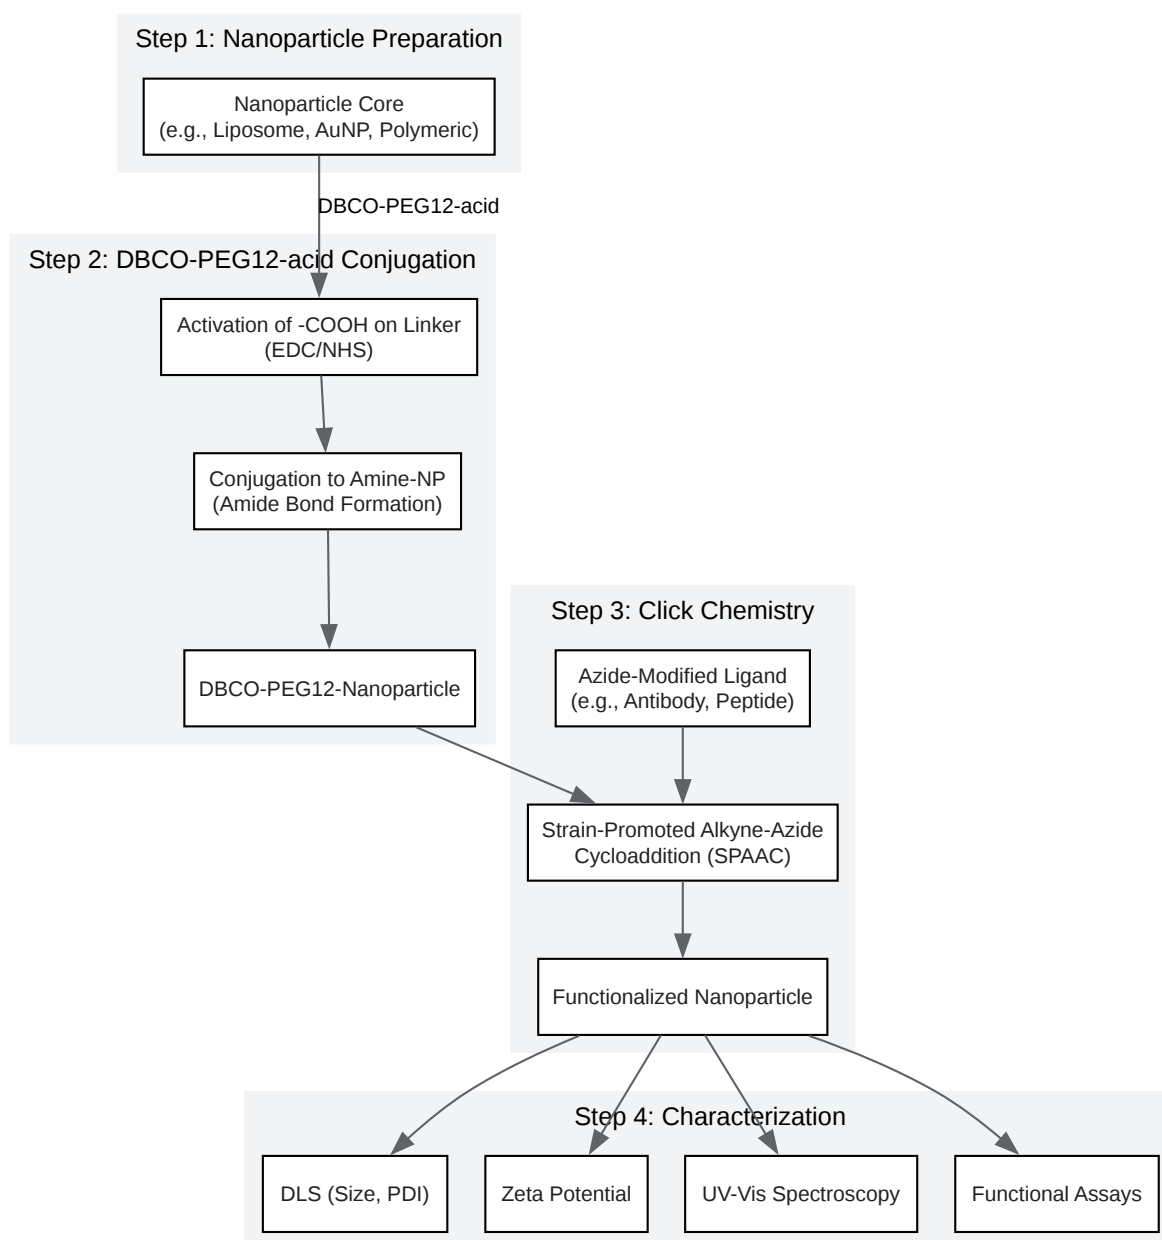 Step 1: Nanoparticle Preparation
Nanoparticle Core
(e.g., Liposome, AuNP, Polymeric)
DBCO-PEG12-acid
Step 2: DBCO-PEG12-acid Conjugation
Activation of -COOH on Linker
(EDC/NHS)
Conjugation to Amine-NP
(Amide Bond Formation)
DBCO-PEG12-Nanoparticle
Step 3: Click Chemistry
Azide-Modified Ligand
(e.g., Antibody, Peptide)
Strain-Promoted Alkyne-Azide
Cycloaddition (SPAAC)
Functionalized Nanoparticle
Step 4: Characterization
DLS (Size, PDI)
Zeta Potential
UV-Vis Spectroscopy
Functional Assays